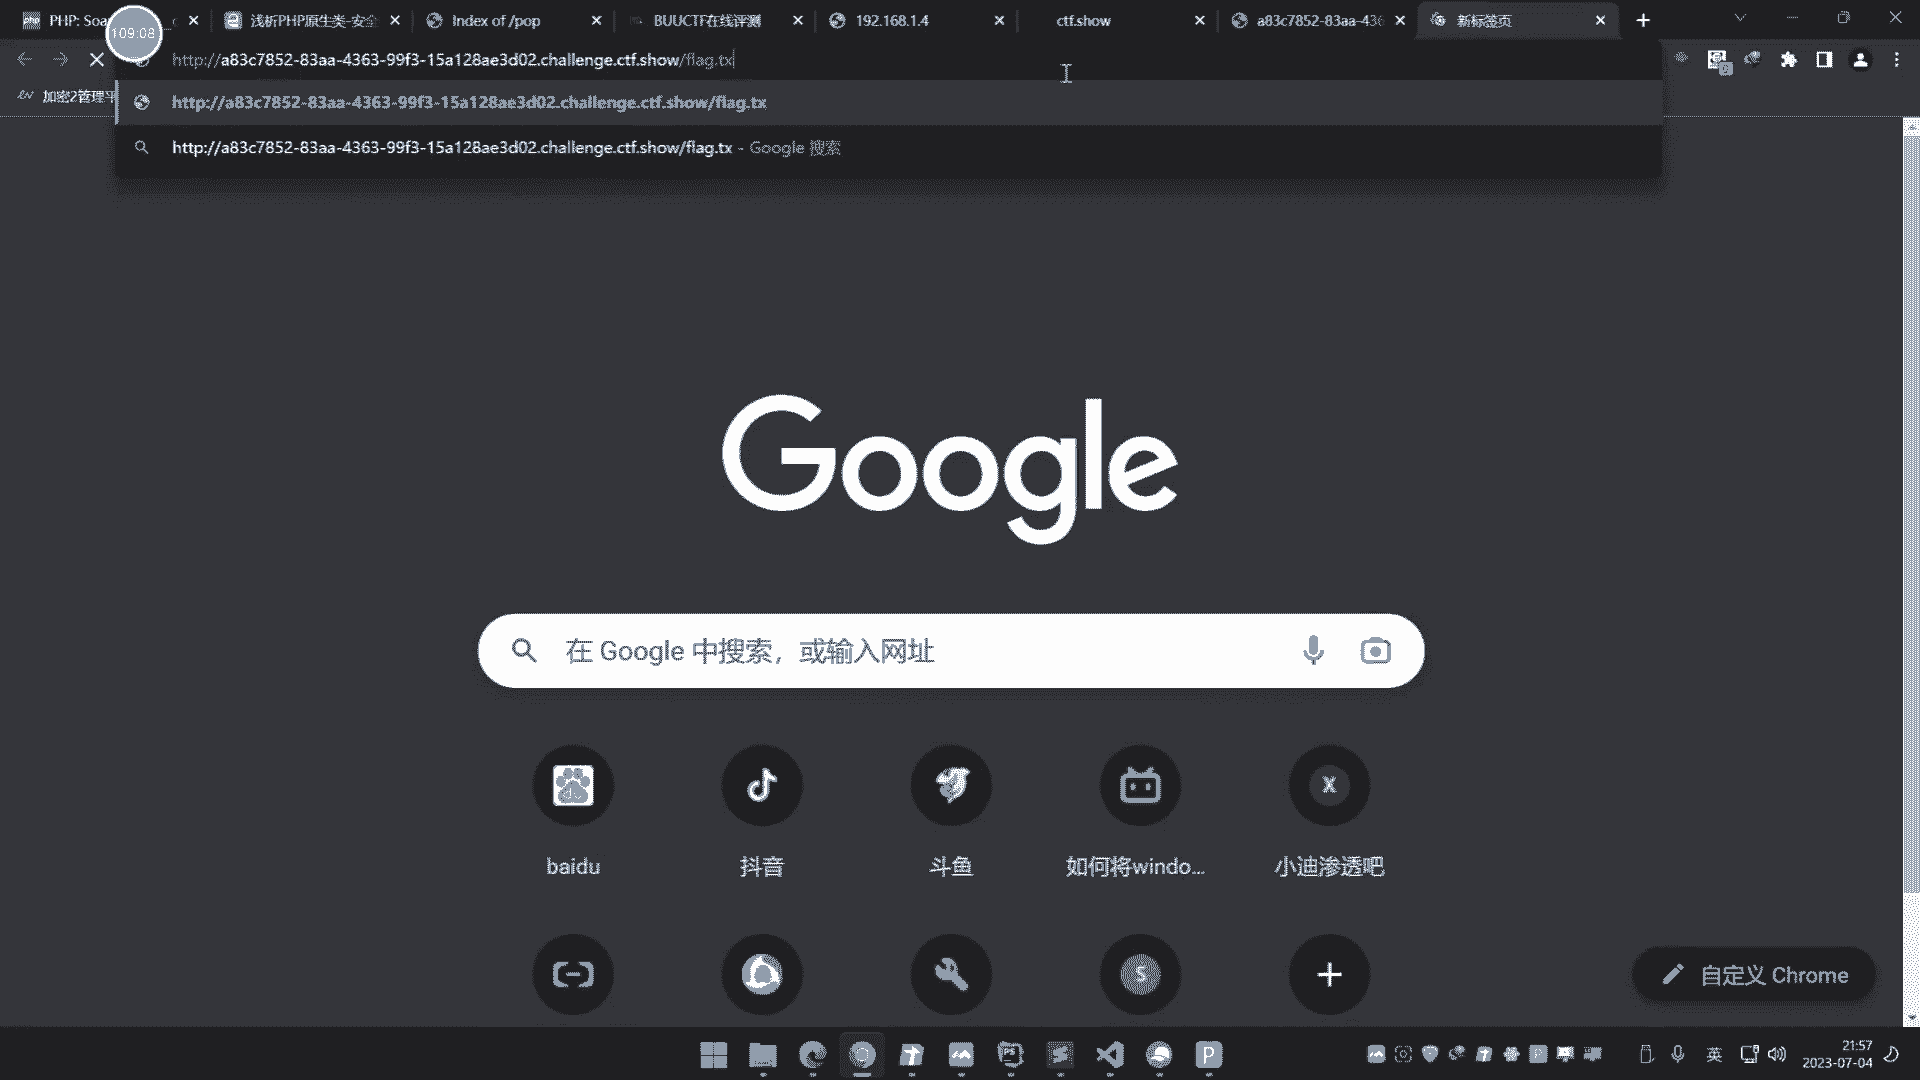 PHP: Soa
浅析PHP原生类-安全
Index of /pop
BUUCTF在线评测
192.168.1.4
ctf.show
a83c7852-83aa-436
新标签页
109:08
http://a83c7852-83aa-4363-99f3-15a128ae3d02.challenge.ctf.show/flag.tx
加密2管理平
http://a83c7852-83aa-4363-99f3-15a128ae3d02.challenge.ctf.show/flag.tx
http://a83c7852-83aa-4363-99f3-15a128ae3d02.challenge.ctf.show/flag.tx - Google 搜索
Google
在 Google 中搜索，或输入网址
baidu
抖音
斗鱼
如何将windo...
小迪渗透吧
自定义 Chrome
英
21:57
2023-07-04